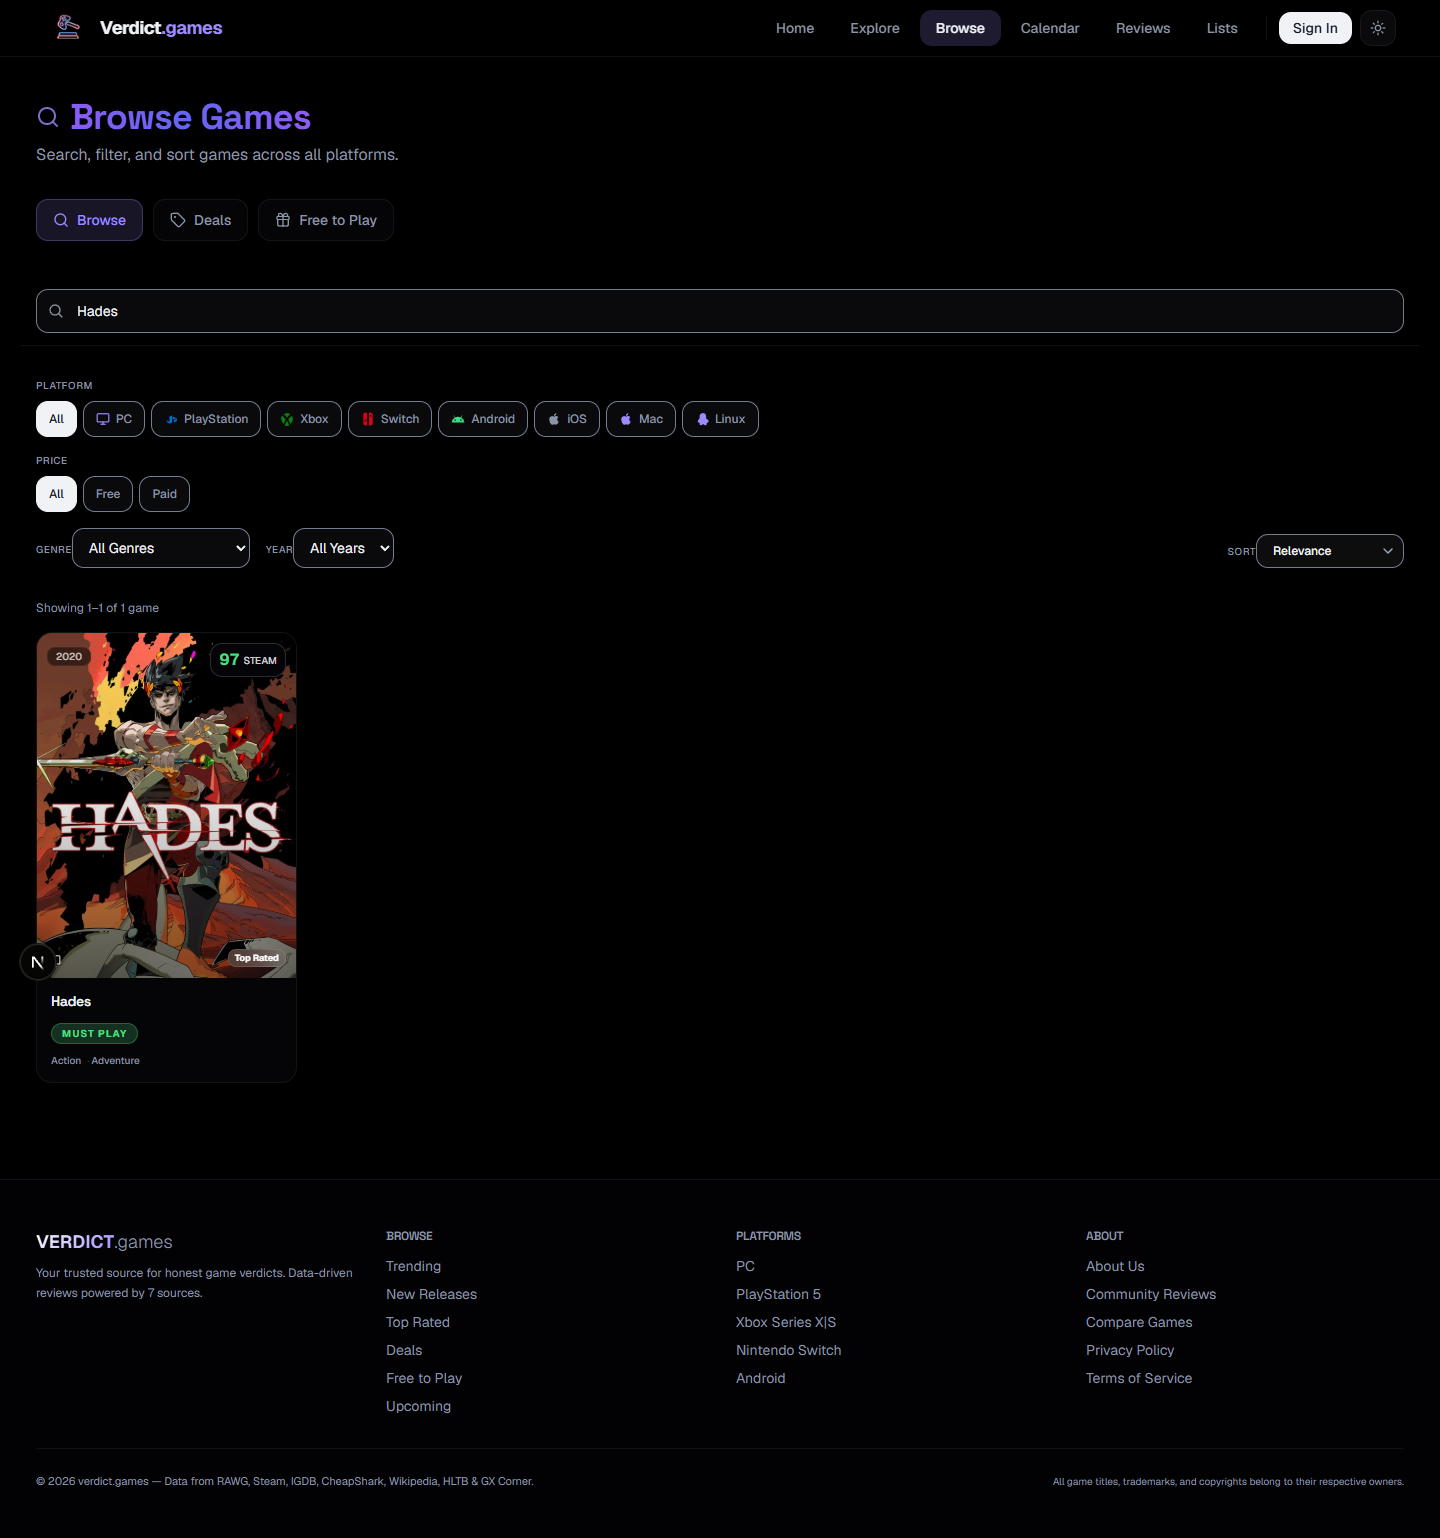 Verdict.games
Home Explore Browse Calendar Reviews Lists Sign In
Browse Games
Search, filter, and sort games across all platforms.
Browse Deals Free to Play
Hades
PLATFORM
All PC PlayStation Xbox Switch Android iOS Mac Linux
PRICE
All Free Paid
GENRE All Genres YEAR All Years SORT Relevance
Showing 1–1 of 1 game
2020 97 STEAM
HADES
N Top Rated
Hades
MUST PLAY
Action · Adventure
VERDICT.games
Your trusted source for honest game verdicts. Data-driven
reviews powered by 7 sources.
BROWSE
Trending
New Releases
Top Rated
Deals
Free to Play
Upcoming
PLATFORMS
PC
PlayStation 5
Xbox Series X|S
Nintendo Switch
Android
ABOUT
About Us
Community Reviews
Compare Games
Privacy Policy
Terms of Service
© 2026 verdict.games — Data from RAWG, Steam, IGDB, CheapShark, Wikipedia, HLTB & GX Corner.
All game titles, trademarks, and copyrights belong to their respective owners.